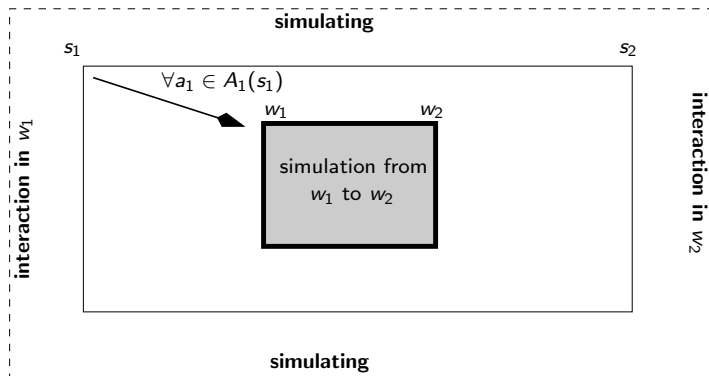 simulating
s1 s2
∀a1 ∈ A1(s1)
w1 w2
interaction in w1
simulation from
w1 to w2
interaction in w2
simulating